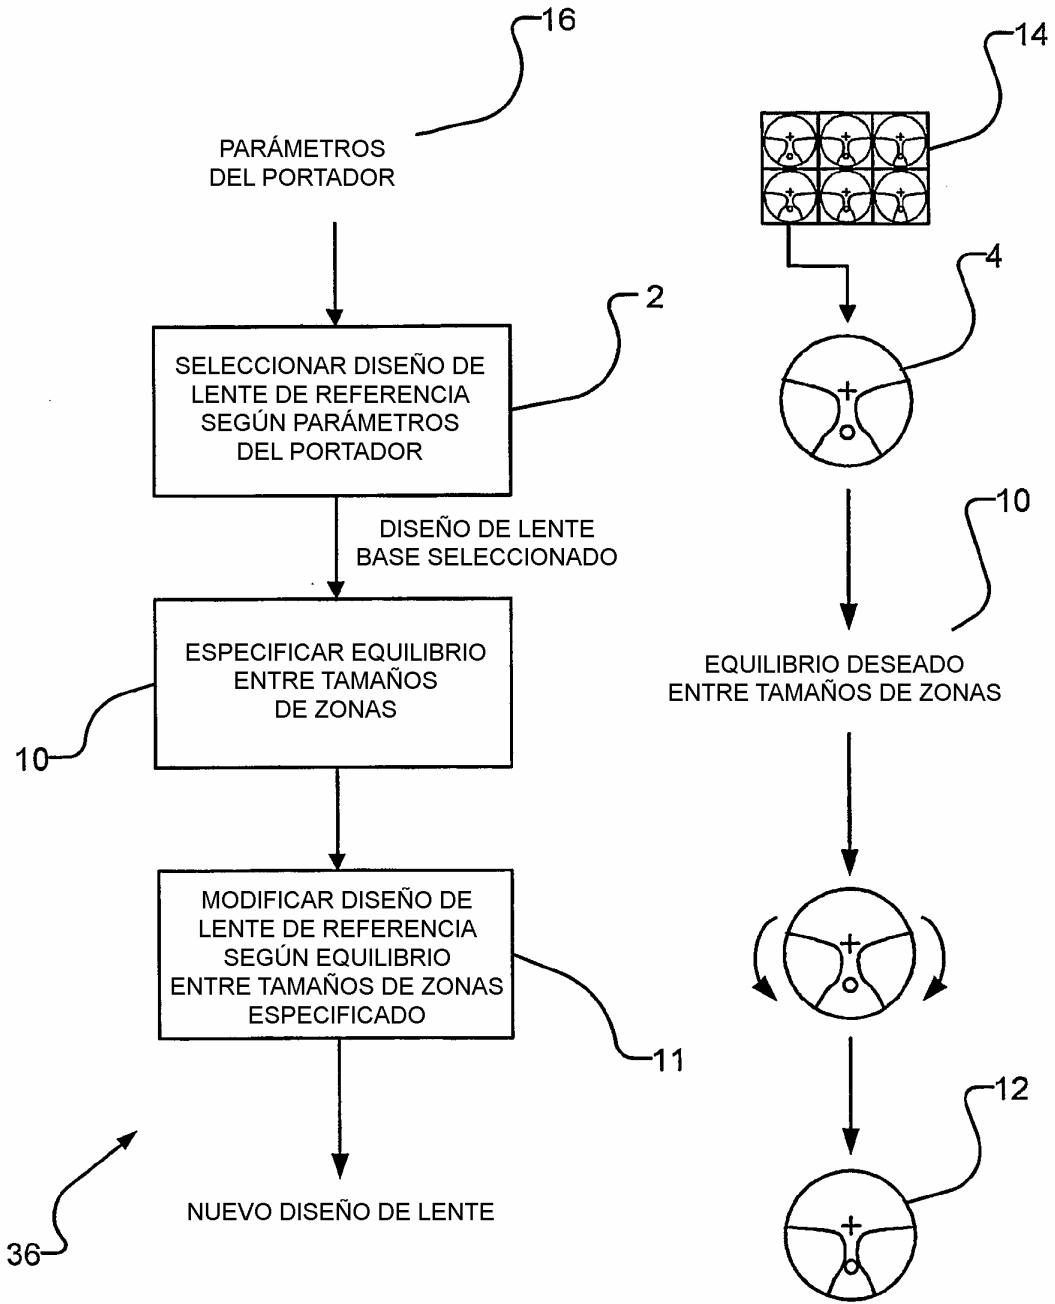 16
14
PARÁMETROS
DEL PORTADOR
4
2
SELECCIONAR DISEÑO DE
LENTE DE REFERENCIA
SEGÚN PARÁMETROS
DEL PORTADOR
DISEÑO DE LENTE
BASE SELECCIONADO
10
ESPECIFICAR EQUILIBRIO
ENTRE TAMAÑOS
DE ZONAS
EQUILIBRIO DESEADO
ENTRE TAMAÑOS DE ZONAS
10
MODIFICAR DISEÑO DE
LENTE DE REFERENCIA
SEGÚN EQUILIBRIO
ENTRE TAMAÑOS DE ZONAS
ESPECIFICADO
11
12
NUEVO DISEÑO DE LENTE
36